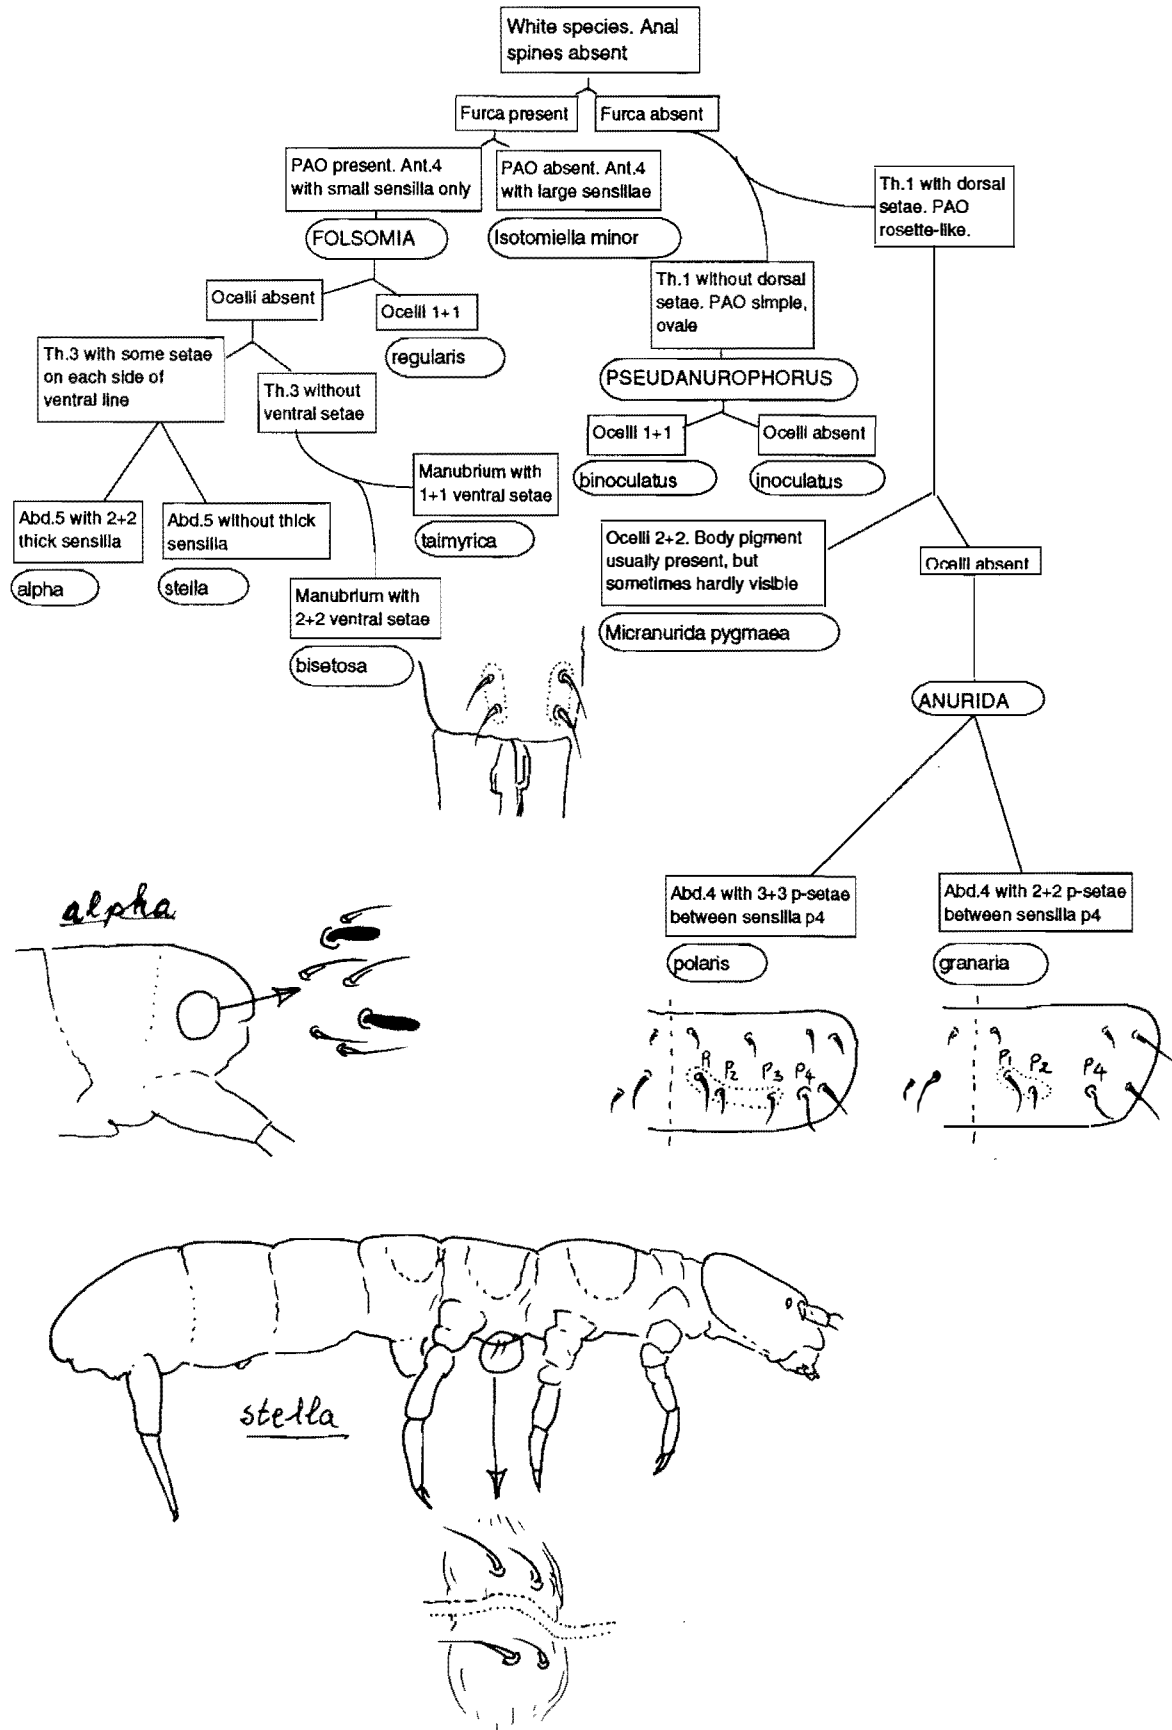 White species. Anal
spines absent
Furca present
Furca absent
PAO present. Ant.4
with small sensilla only
PAO absent. Ant.4
with large sensillae
Th.1 with dorsal
setae. PAO
rosette-like.
FOLSOMIA
Isotomiella minor
Th.1 without dorsal
setae. PAO simple,
ovale
Ocelli absent
Ocelli 1+1
regularis
Th.3 with some setae
on each side of
ventral line
Th.3 without
ventral setae
PSEUDANUROPHORUS
Ocelli 1+1
Ocelli absent
binoculatus
inoculatus
Manubrium with
1+1 ventral setae
taimyrica
Abd.5 with 2+2
thick sensilla
Abd.5 without thick
sensilla
alpha
stella
Manubrium with
2+2 ventral setae
bisetosa
Ocelli 2+2. Body pigment
usually present, but
sometimes hardly visible
Micranurida pygmaea
Ocelli absent
ANURIDA
Abd.4 with 3+3 p-setae
between sensilla p4
Abd.4 with 2+2 p-setae
between sensilla p4
polaris
granaria
alpha
P1 P2 P3 P4
P1 P2 P4
stella